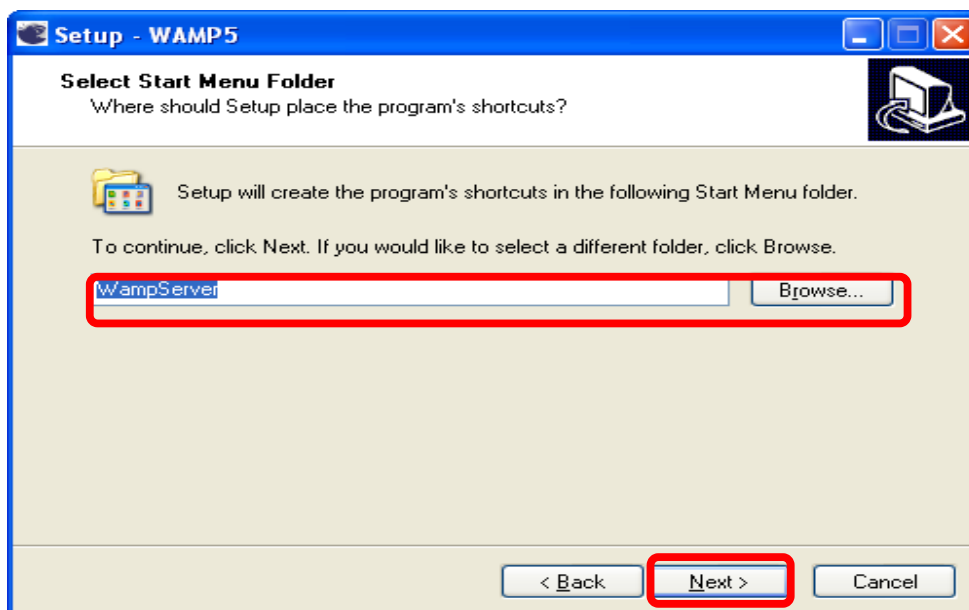 Setup - WAMP5
Select Start Menu Folder
Where should Setup place the program's shortcuts?
Setup will create the program's shortcuts in the following Start Menu folder.
To continue, click Next. If you would like to select a different folder, click Browse.
WampServer Browse...
< Back Next > Cancel